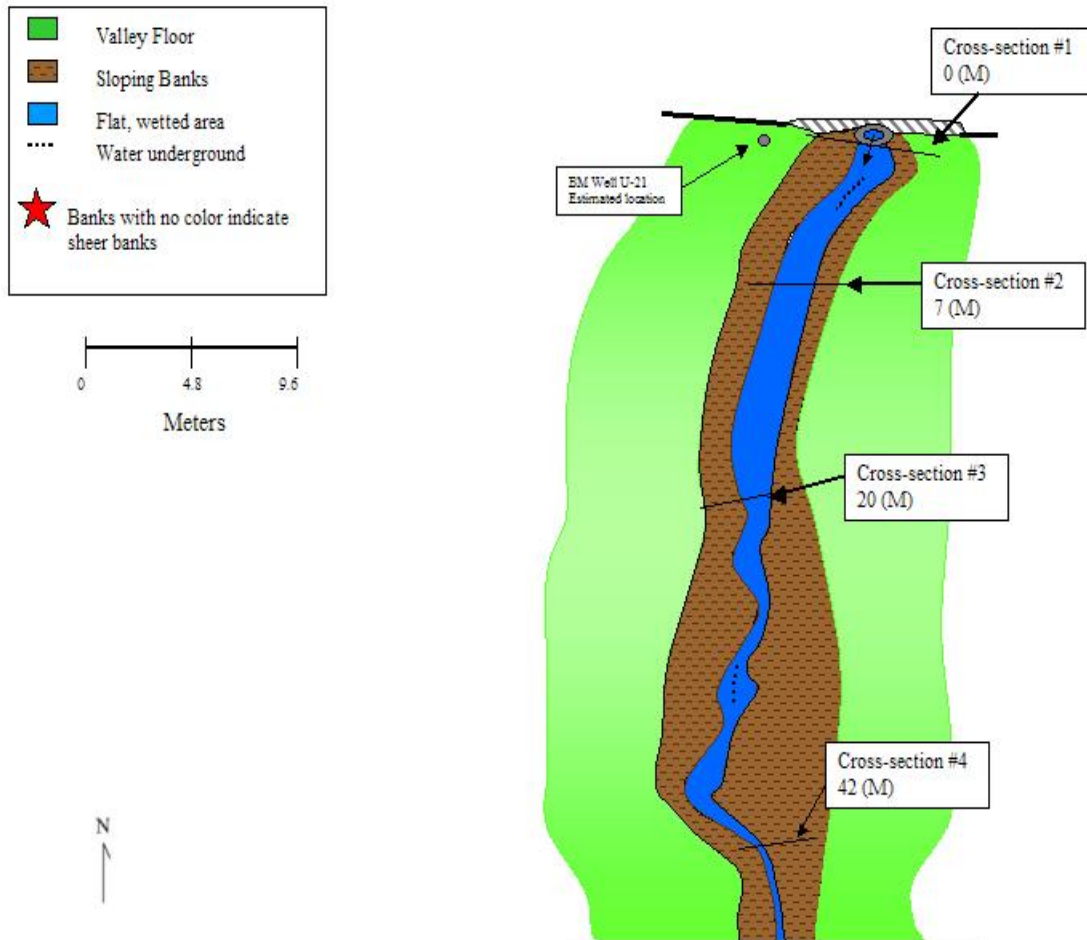 Valley Floor
Sloping Banks
Flat, wetted area
Water underground
Banks with no color indicate
sheer banks
0
4.8
9.6
Meters
N
Cross-section #1
0 (M)
BM Well U-21
Estimated location
Cross-section #2
7 (M)
Cross-section #3
20 (M)
Cross-section #4
42 (M)